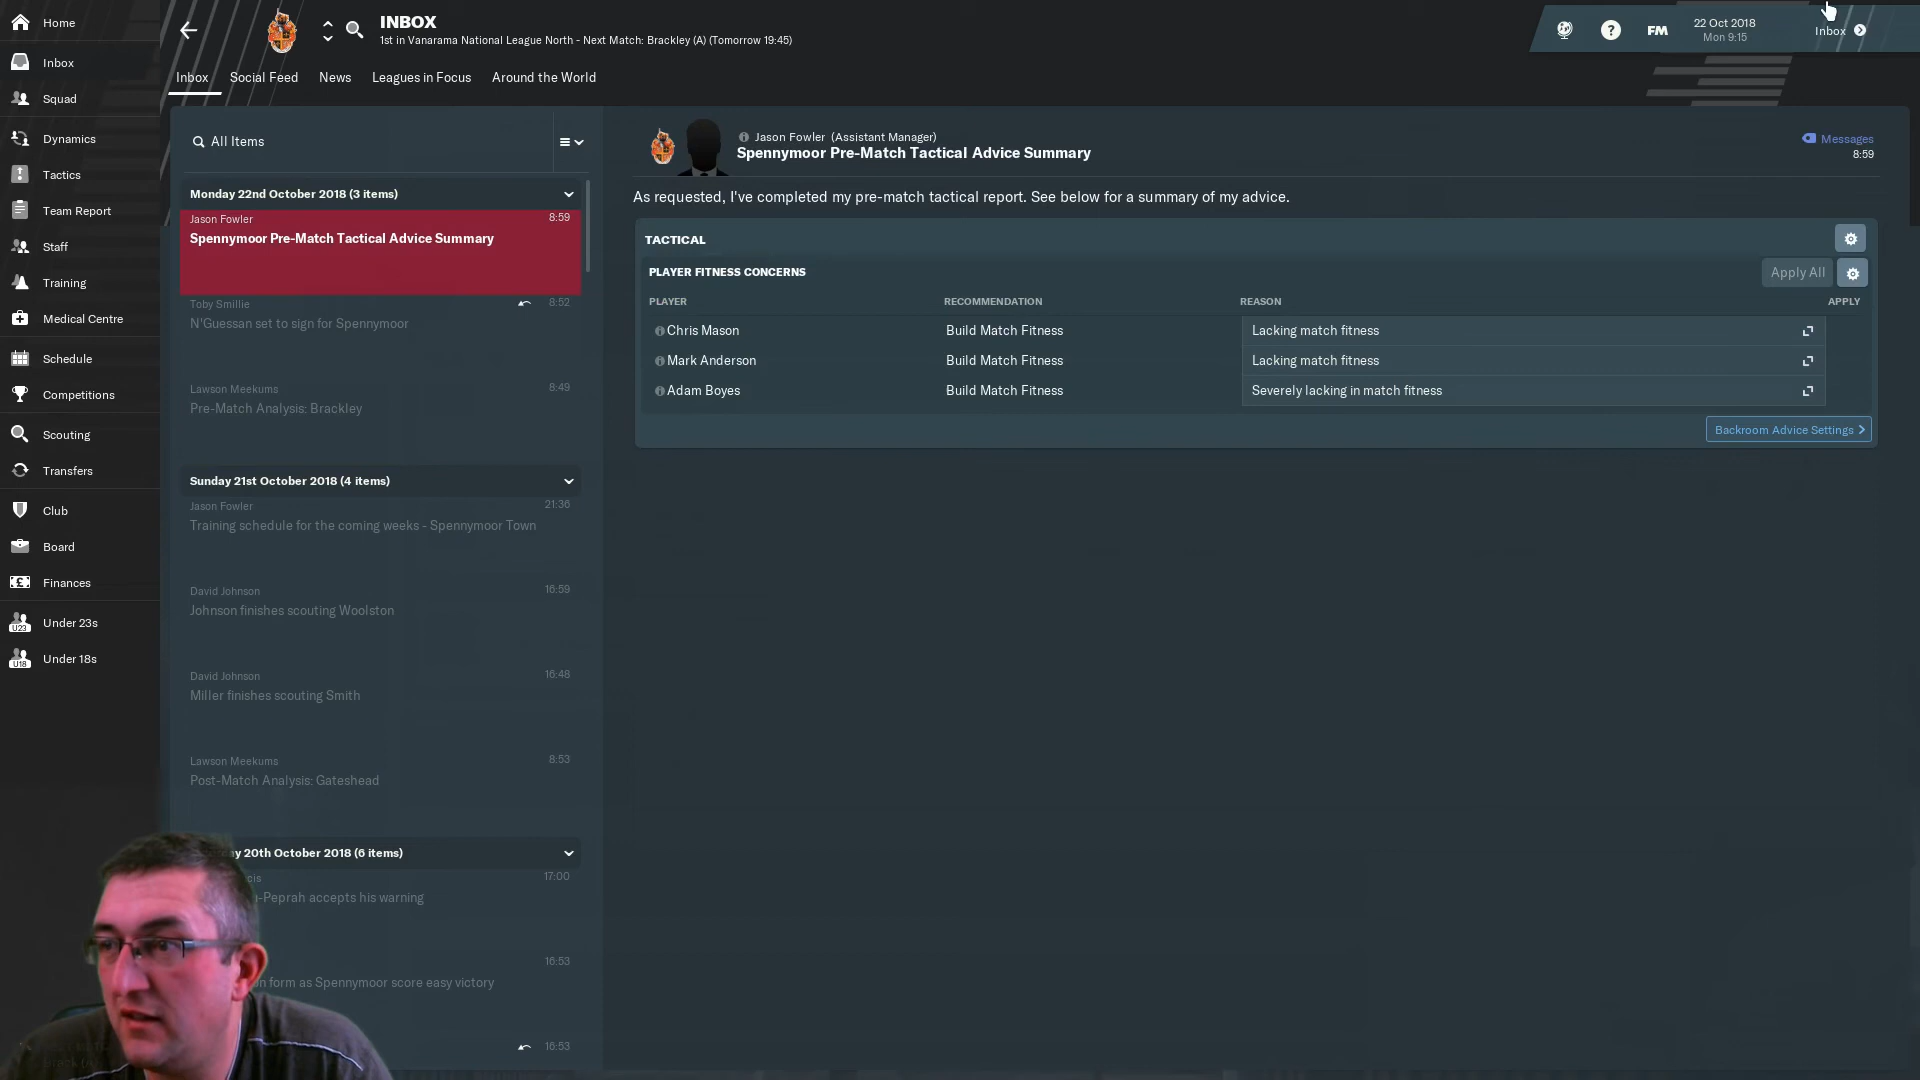 Home
Inbox
Squad
Dynamics
Tactics
Team Report
Staff
Training
Medical Centre
Schedule
Competitions
Scouting
Transfers
Club
Board
Finances
U23 Under 23s
U18 Under 18s
INBOX
1st in Vanarama National League North - Next Match: Brackley (A) (Tomorrow 19:45)
? FM
22 Oct 2018
Mon 9:15
Inbox
Inbox Social Feed News Leagues in Focus Around the World
All Items
Monday 22nd October 2018 (3 items)
Jason Fowler 8:59
Spennymoor Pre-Match Tactical Advice Summary
Toby Smillie 8:52
N'Guessan set to sign for Spennymoor
Lawson Meekums 8:49
Pre-Match Analysis: Brackley
Sunday 21st October 2018 (4 items)
Jason Fowler 21:36
Training schedule for the coming weeks - Spennymoor Town
David Johnson 16:59
Johnson finishes scouting Woolston
David Johnson 16:48
Miller finishes scouting Smith
Lawson Meekums 8:53
Post-Match Analysis: Gateshead
ay 20th October 2018 (6 items)
cis 17:00
-Peprah accepts his warning
16:53
n form as Spennymoor score easy victory
16:53
Jason Fowler (Assistant Manager)
Spennymoor Pre-Match Tactical Advice Summary
Messages
8:59
As requested, I've completed my pre-match tactical report. See below for a summary of my advice.
TACTICAL
PLAYER FITNESS CONCERNS
Apply All
PLAYER RECOMMENDATION REASON APPLY
Chris Mason Build Match Fitness Lacking match fitness
Mark Anderson Build Match Fitness Lacking match fitness
Adam Boyes Build Match Fitness Severely lacking in match fitness
Backroom Advice Settings